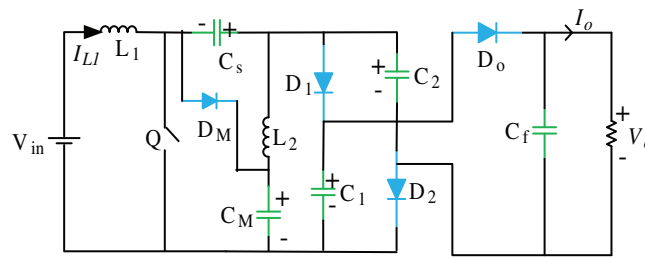 I_L1 L_1
- +
C_s
D_M
L_2
C_M
+
-
Q
V_in
D_1
C_1
+
-
+
-
C_2
D_2
D_o
I_o
C_f
+
-